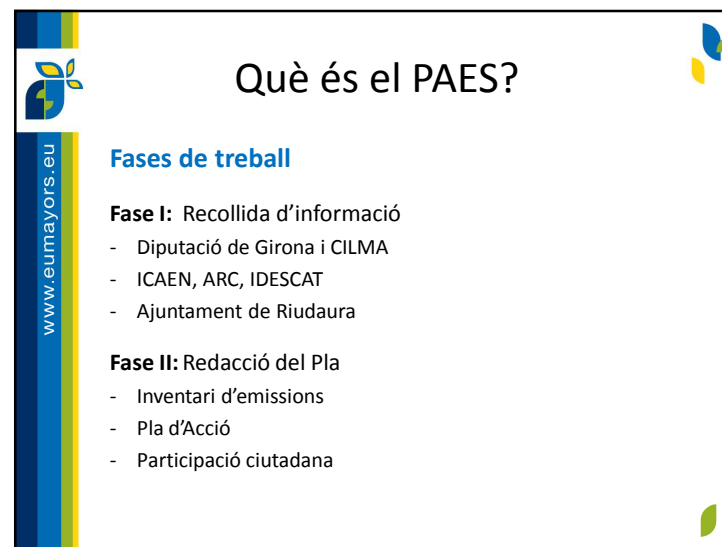 Què és el PAES?
www.eumayors.eu
Fases de treball
Fase I: Recollida d'informació
- Diputació de Girona i CILMA
- ICAEN, ARC, IDESCAT
- Ajuntament de Riudaura
Fase II: Redacció del Pla
- Inventari d'emissions
- Pla d'Acció
- Participació ciutadana